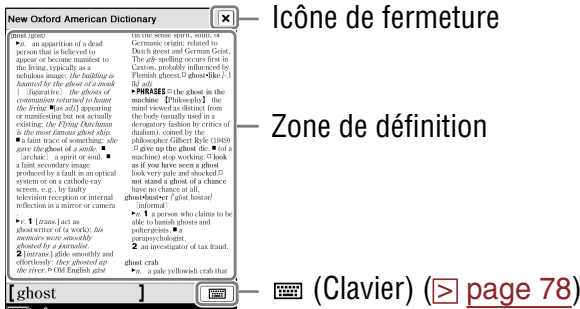 New Oxford American Dictionary
ghost |gōst|
▸n. an apparition of a dead
person that is believed to
appear or become manifest to
the living, typically as a
nebulous image: the building is
haunted by the ghost of a monk
| [figurative] the ghosts of
communism returned to haunt
the living. ■[as adj.] appearing
or manifesting but not actually
existing: the Flying Dutchman
is the most famous ghost ship.
■ a faint trace of something: she
gave the ghost of a smile. ■
[archaic] a spirit or soul. ■
a faint secondary image
produced by a fault in an optical
system or on a cathode-ray
screen, e.g., by faulty
television reception or internal
reflection in a mirror or camera
.
▸v. 1 [trans.] act as
ghostwriter of (a work): his
memoirs were smoothly
ghosted by a journalist.
2 [intrans.] glide smoothly and
effortlessly: they ghosted up
the river. ▷ Old English gāst
(in the sense spirit, soul), of
Germanic origin; related to
Dutch geest and German Geist.
The gh- spelling occurs first in
Caxton, probably influenced by
Flemish gheest. □ ghost•like /-ˌl
īk/ adj.
▸PHRASES □ the ghost in the
machine 【Philosophy】 the
mind viewed as distinct from
the body (usually used in a
derogatory fashion by critics of
dualism). coined by the
philosopher Gilbert Ryle (1949)
. □ give up the ghost die. ■ (of a
machine) stop working. □ look
as if you have seen a ghost
look very pale and shocked. □
not stand a ghost of a chance
have no chance at all.
ghost•bust•er /ˈgōstˌbəstər/
[informal]
▸n. 1 a person who claims to be
able to banish ghosts and
poltergeists. ■ a
parapsychologist.
2 an investigator of tax fraud.
ghost crab
▸n. a pale yellowish crab that
[ghost ]
Icône de fermeture
Zone de définition
(Clavier) (> page 78)